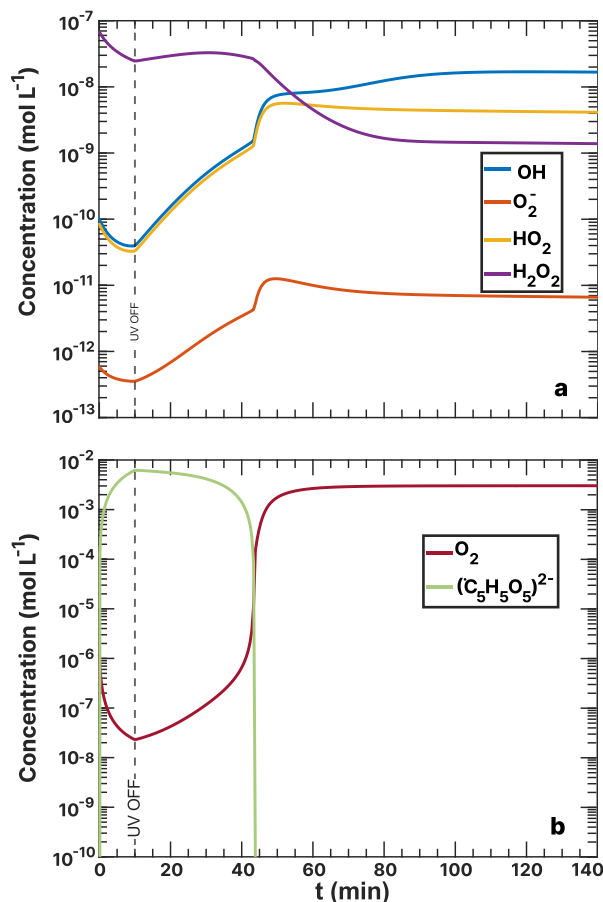 10⁻⁷
10⁻⁸
10⁻⁹
10⁻¹⁰
10⁻¹¹
10⁻¹²
10⁻¹³
Concentration (mol L⁻¹)
UV OFF
OH
O₂⁻
HO₂
H₂O₂
a
10⁻²
10⁻³
10⁻⁴
10⁻⁵
10⁻⁶
10⁻⁷
10⁻⁸
10⁻⁹
10⁻¹⁰
Concentration (mol L⁻¹)
UV OFF
O₂
(Ċ₅H₅O₅)²⁻
b
0 20 40 60 80 100 120 140
t (min)